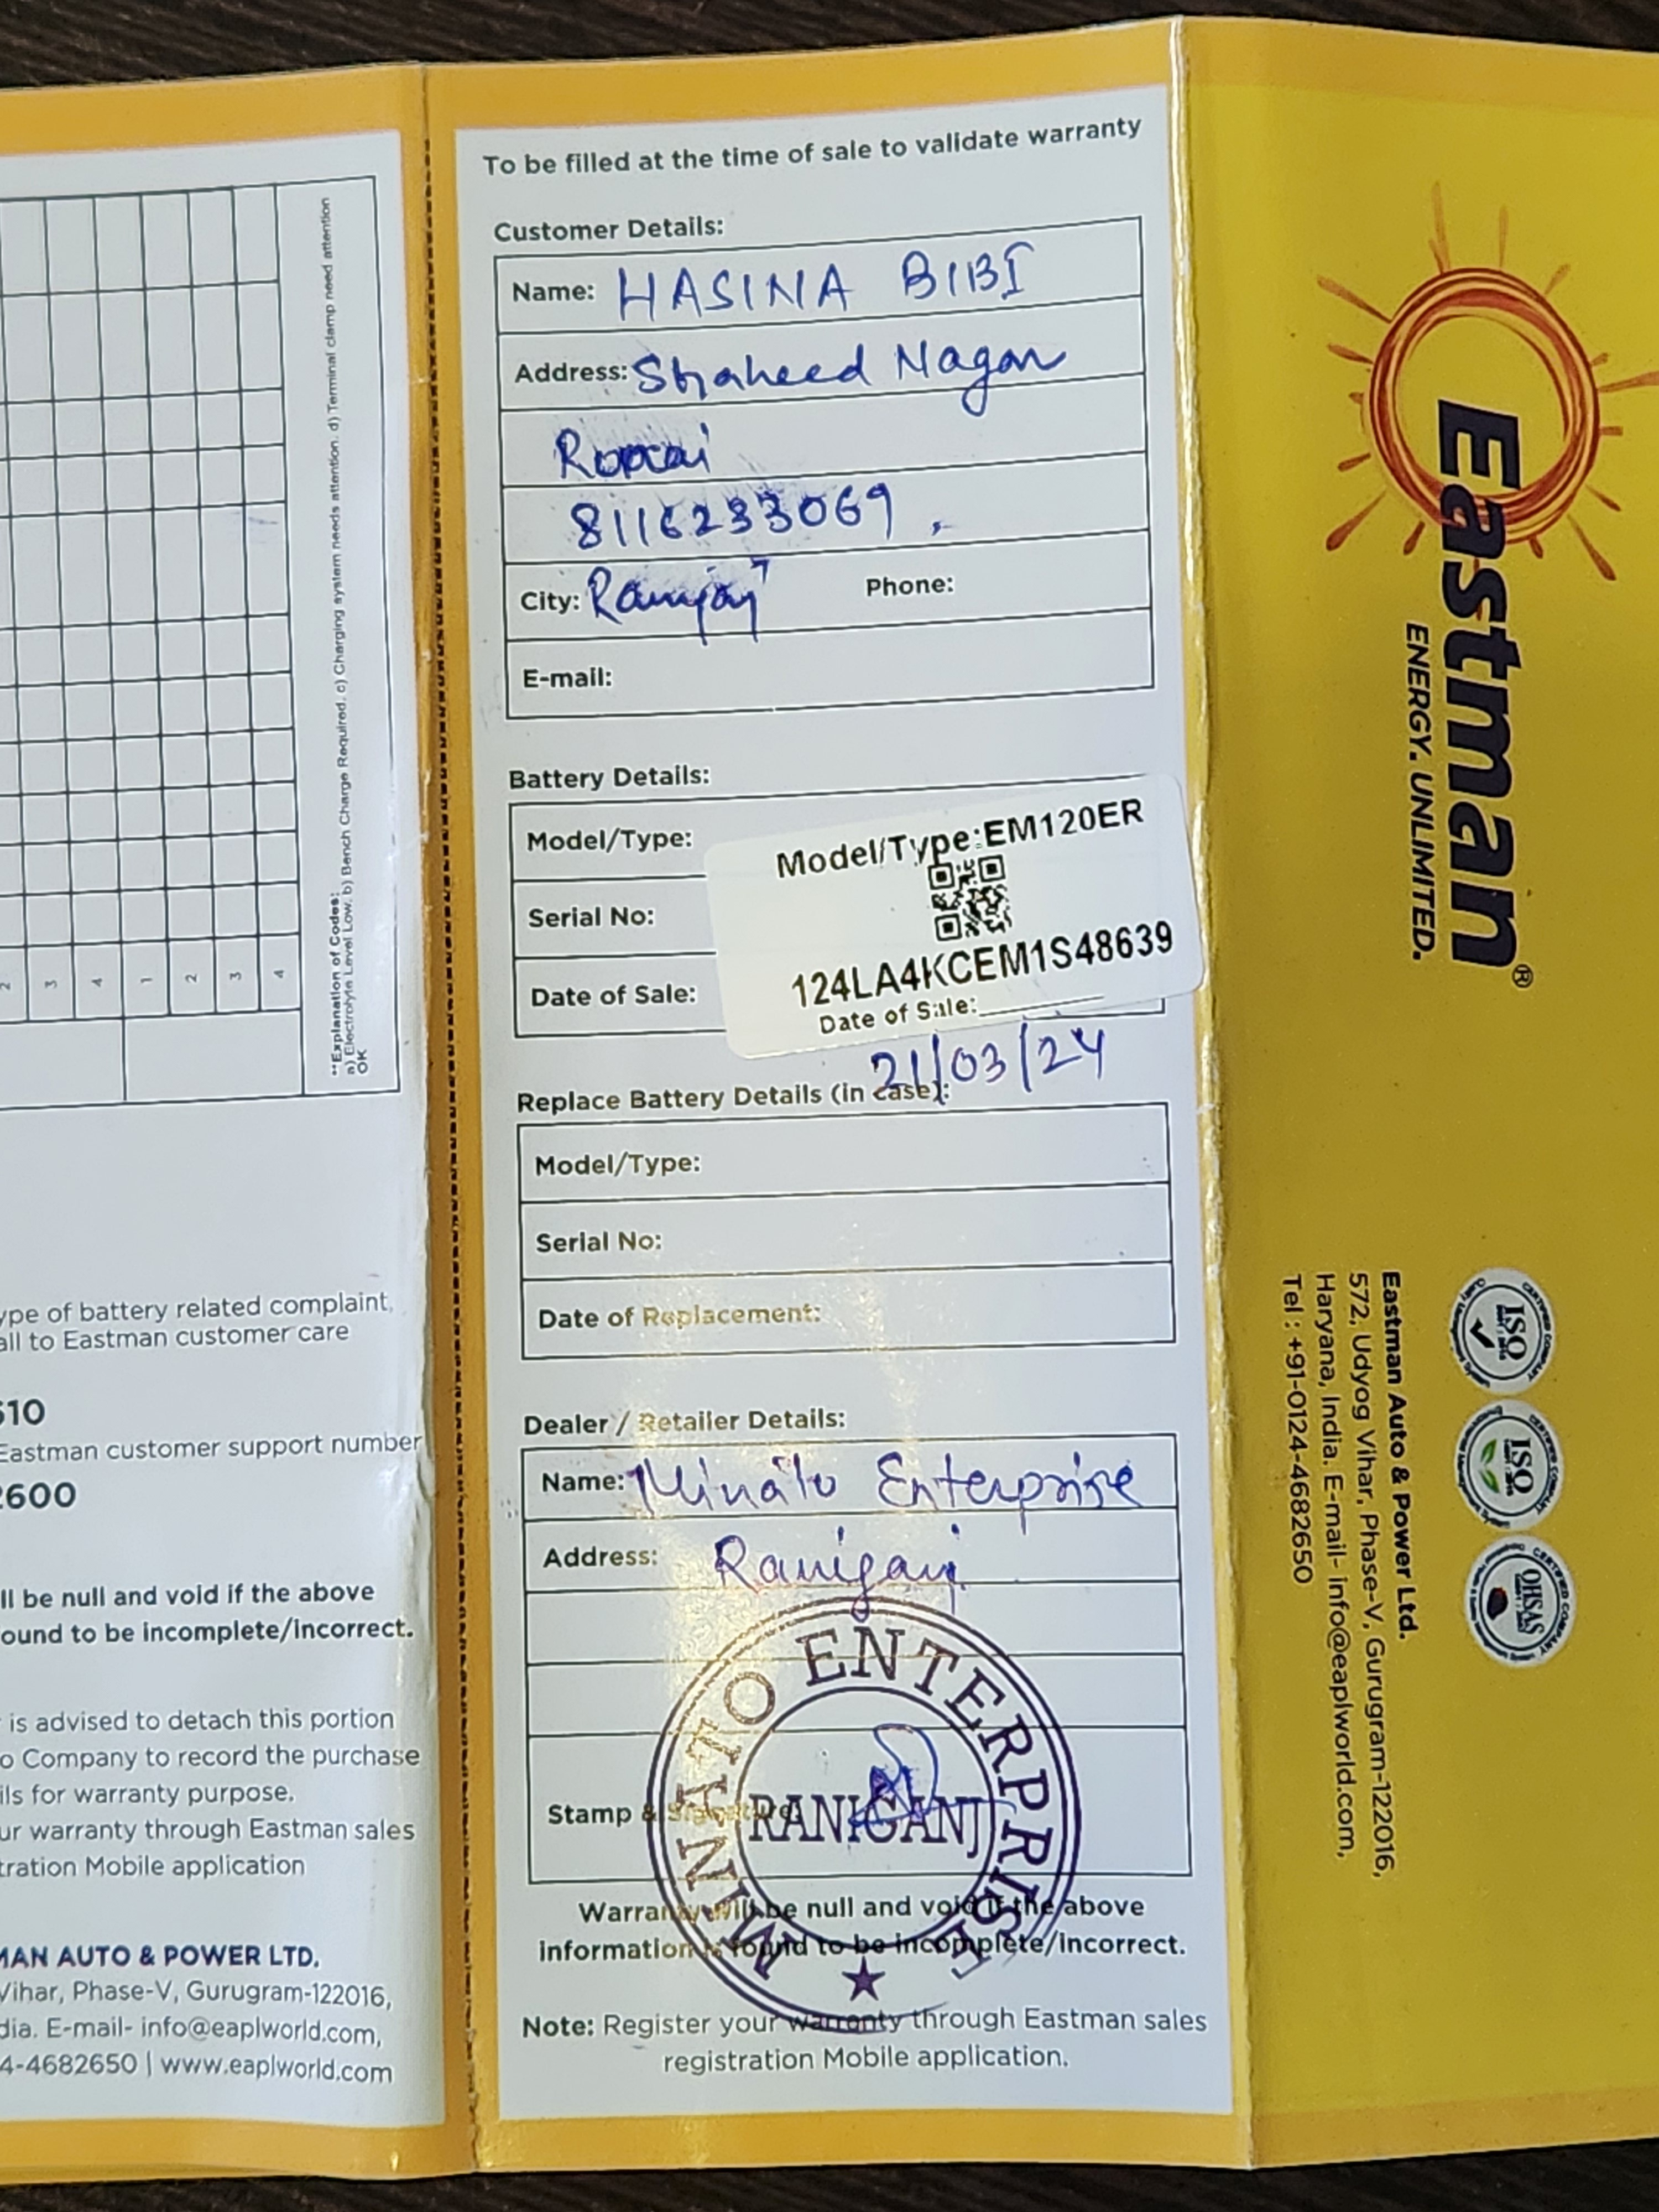 2
3
4
1
2
3
4
**Explanation of Codes:
a) Electrolyte Level Low. b) Bench Charge Required. c) Charging system needs attention. d) Terminal clamp need attention
OK
ype of battery related complaint,
all to Eastman customer care
610
Eastman customer support number
2600
ll be null and void if the above
ound to be incomplete/incorrect.
is advised to detach this portion
o Company to record the purchase
ils for warranty purpose.
ur warranty through Eastman sales
tration Mobile application
MAN AUTO & POWER LTD.
Vihar, Phase-V, Gurugram-122016,
dia. E-mail- info@eaplworld.com,
4-4682650 | www.eaplworld.com
To be filled at the time of sale to validate warranty
Customer Details:
Name: HASINA BIBI
Address: Shaheed Nagar
8116233069
City: Phone:
E-mail:
Battery Details:
Model/Type: Model/Type:EM120ER
Serial No: 124LA4KCEM1S48639
Date of Sale: Date of Sale:
21/03/24
Replace Battery Details (in case):
Model/Type:
Serial No:
Date of Replacement:
Dealer / Retailer Details:
Name: Minato Enterprise
Address: Raniganj
Stamp & Signature
MINATO ENTERPRISE
RANIGANJ
Warranty will be null and void if the above
information is found to be incomplete/incorrect.
Note: Register your warranty through Eastman sales
registration Mobile application.
Eastman®
ENERGY. UNLIMITED.
ISO
ISO
OHSAS
Eastman Auto & Power Ltd.
572, Udyog Vihar, Phase-V, Gurugram-122016,
Haryana, India. E-mail- info@eaplworld.com,
Tel : +91-0124-4682650